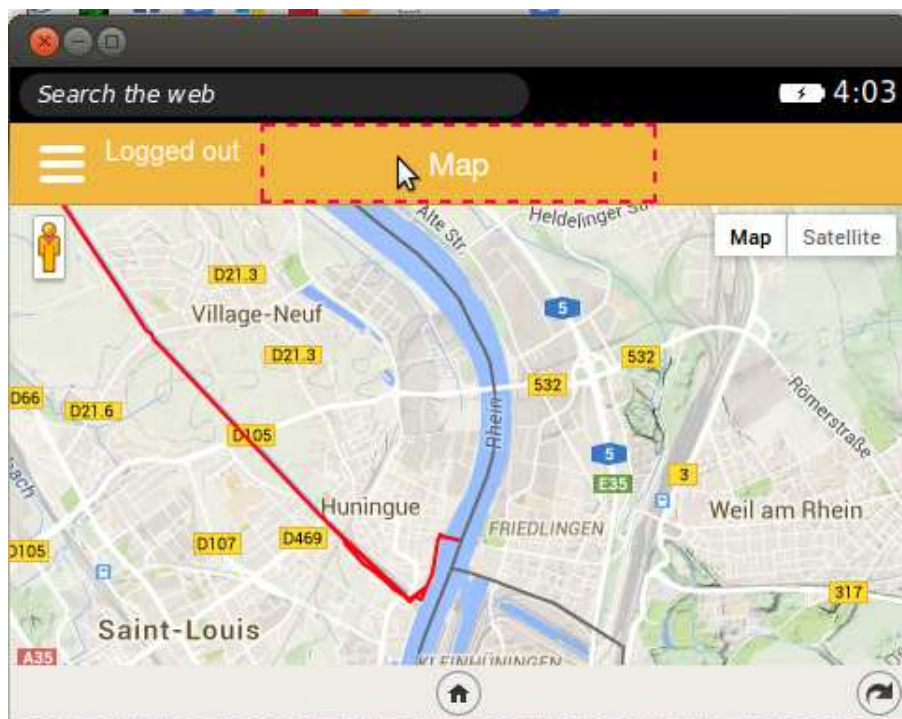 Search the web
4:03
Logged out
Map
Alte Str.
Map
Satellite
D21.3
Village-Neuf
5
D21.3
532
532
D66
D21.6
Römerstraße
D105
Rhein
5
E35
3
Huningue
Weil am Rhein
FRIEDLINGEN
D105
D107
D469
317
Saint-Louis
A35
KLEINHÜNINGEN